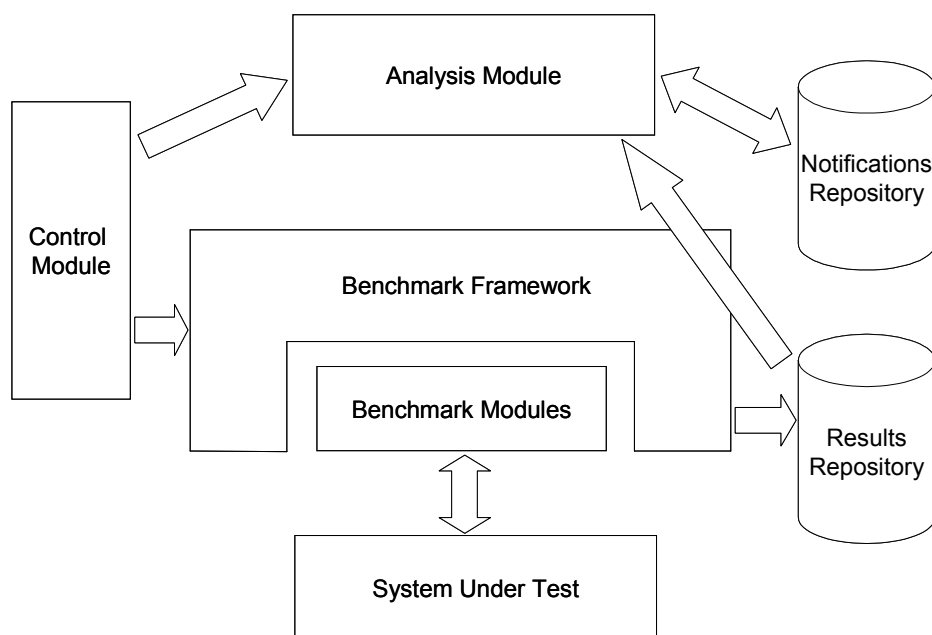 Analysis Module
Notifications
Repository
Control
Module
Benchmark Framework
Benchmark Modules
Results
Repository
System Under Test